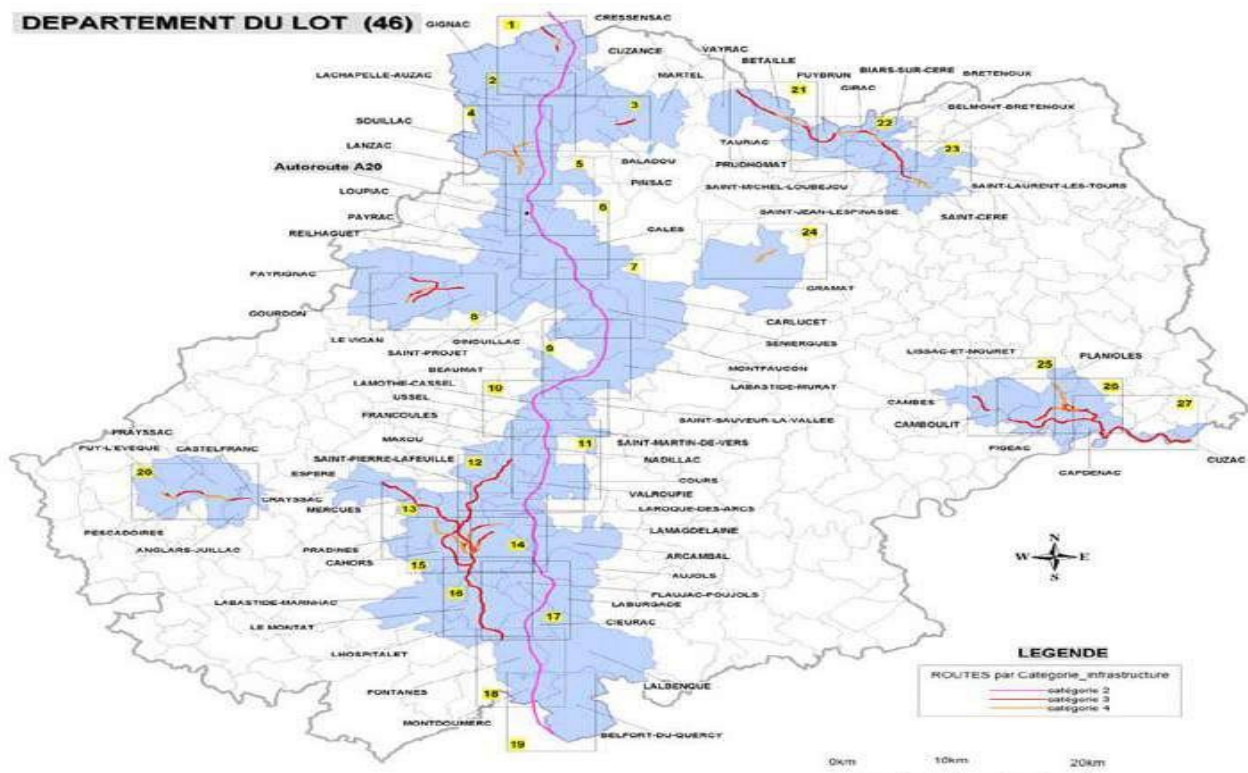 DEPARTEMENT DU LOT (46)
GIGNAC
1
CRESSENSAC
CUZANCE
VAYRAC
BETAILLE
PUYBRUN
BIARS-SUR-CERE
BRETENOUX
LACHAPELLE-AUZAC
2
MARTEL
21
GIRAC
BELMONT-BRETENOUX
3
4
SOUILLAC
22
LANZAC
TAURIAC
23
Autoroute A20
5
BALADOU
PRUDHOMAT
PINSAC
SAINT-MICHEL-LOUBEJOU
SAINT-LAURENT-LES-TOURS
LOUPIAC
6
SAINT-JEAN-LESPINASSE
SAINT-CERE
PAYRAC
CALES
24
REILHAGUET
7
PAYRIGNAC
GRAMAT
GOURDON
8
CARLUCET
LE VIGAN
GINOUILLAC
SENIERGUES
SAINT-PROJET
9
LISSAC-ET-MOURET
PLANIOLES
BEAUMAT
MONTFAUCON
25
LAMOTHE-CASSEL
10
LABASTIDE-MURAT
26
USSEL
CAMBES
27
FRANCOULES
SAINT-SAUVEUR-LA-VALLEE
CAMBOULIT
PRAYSSAC
MAXOU
11
SAINT-MARTIN-DE-VERS
FIGEAC
PUY-L'EVEQUE
CASTELFRANC
SAINT-PIERRE-LAFEUILLE
12
NADILLAC
CAPDENAC
CUZAC
20
ESPERE
COURS
CRAYSSAC
VALROUFIE
MERCUES
13
LAROQUE-DES-ARCS
PESCADOIRES
LAMAGDELAINE
ANGLARS-JUILLAC
PRADINES
14
ARCAMBAL
CAHORS
15
AUJOLS
N
W
E
S
FLAUJAC-POUJOLS
LABASTIDE-MARNHAC
16
LABURGADE
17
CIEURAC
LE MONTAT
LHOSPITALET
LEGENDE
ROUTES par Categorie_infrastructure
LALBENQUE
catégorie 2
FONTANES
18
catégorie 3
catégorie 4
MONTDOUMERC
BELFORT-DU-QUERCY
19
0km
10km
20km